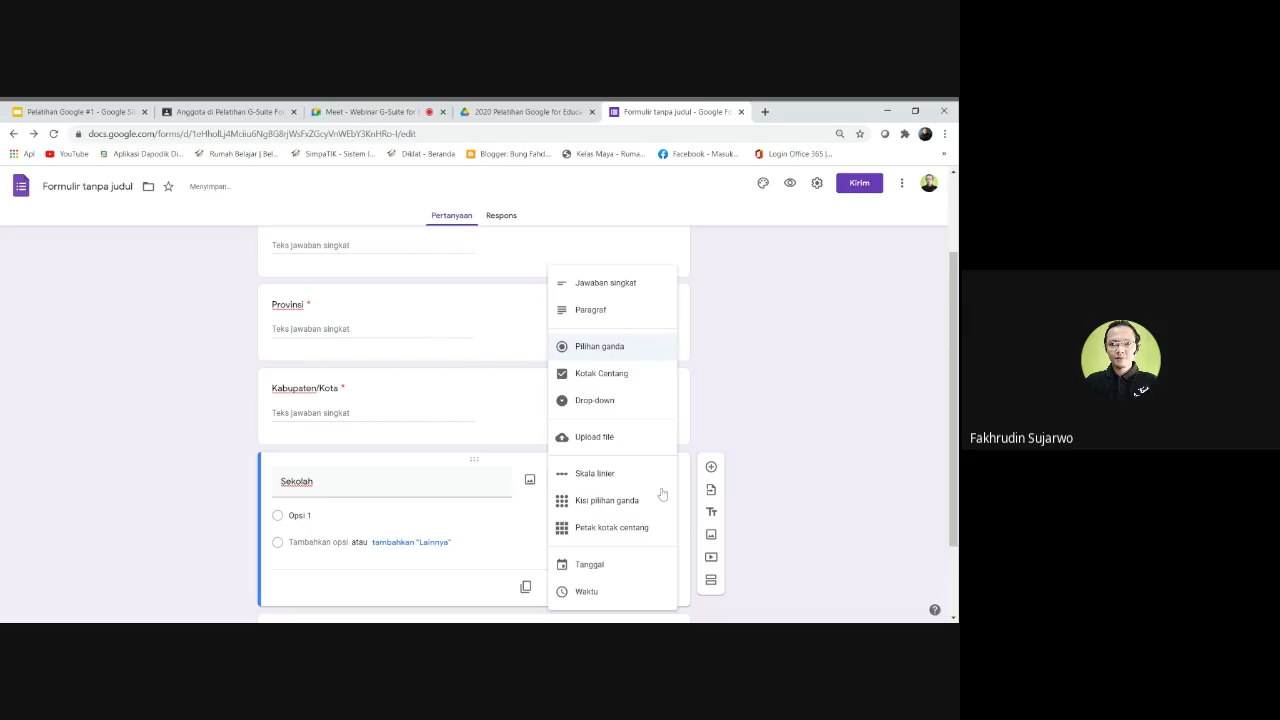 Pelatihan Google #1 - Google Sli
Anggota di Pelatihan G-Suite For
Meet - Webinar G-Suite for
2020 Pelatihan Google for Educa
Formulir tanpa judul - Google Fo
docs.google.com/forms/d/1eHholLj4Mciiu6NgBG8rjWsFxZGcyVnWEbY3KnHRo-I/edit
Apl
YouTube
Aplikasi Dapodik Di...
Rumah Belajar | Bel...
SimpaTIK - Sistem I...
Diklat - Beranda
Blogger: Bung Fahd...
Kelas Maya - Ruma...
Facebook - Masuk...
Login Office 365 |...
»
Formulir tanpa judul
Menyimpan...
Kirim
Pertanyaan
Respons
Teks jawaban singkat
Provinsi *
Teks jawaban singkat
Kabupaten/Kota *
Teks jawaban singkat
Sekolah
Opsi 1
Tambahkan opsi atau tambahkan "Lainnya"
Jawaban singkat
Paragraf
Pilihan ganda
Kotak Centang
Drop-down
Upload file
Skala linier
Kisi pilihan ganda
Petak kotak centang
Tanggal
Waktu
Tт
Fakhrudin Sujarwo